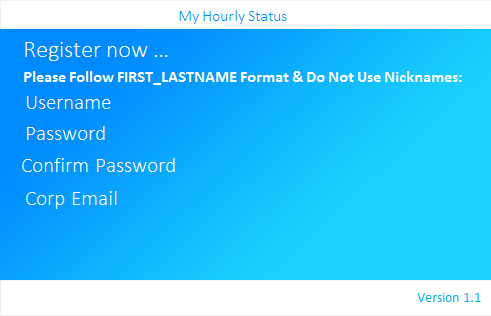 My Hourly Status
Register now ...
Please Follow FIRST_LASTNAME Format & Do Not Use Nicknames:
Username
Password
Confirm Password
Corp Email
Version 1.1